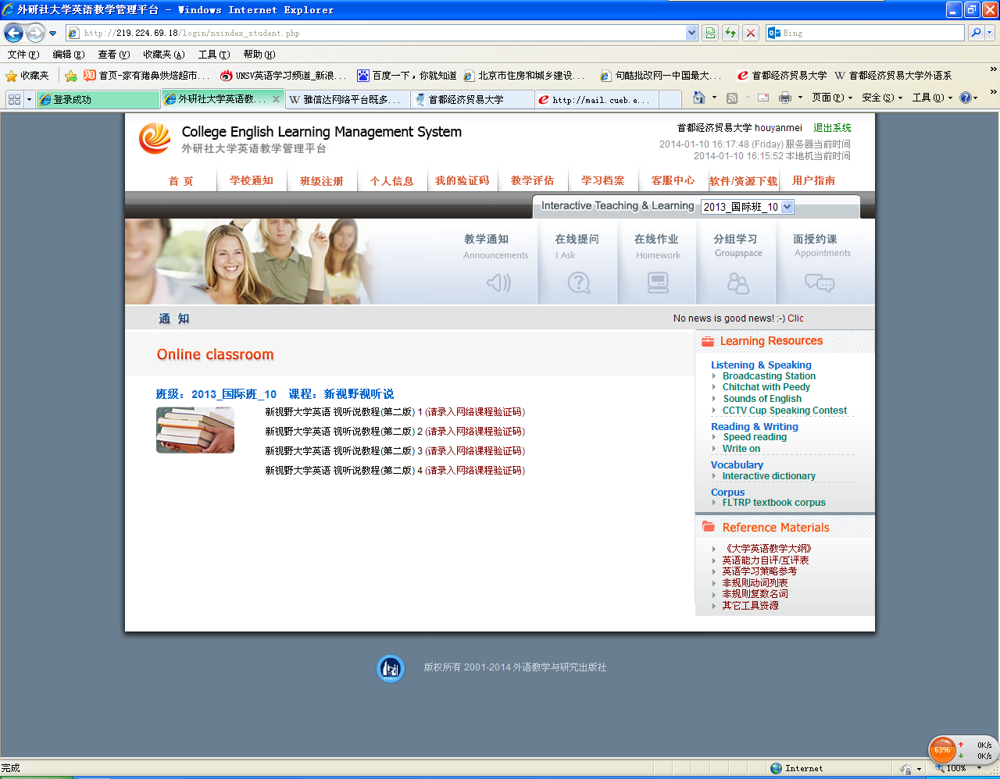 外研社大学英语教学管理平台 - Windows Internet Explorer
http://219.224.69.18/login/nsindex_student.php
Bing
文件(F) 编辑(E) 查看(V) 收藏夹(A) 工具(T) 帮助(H)
收藏夹 首页-家有猪鼻烘焙超市... UNSV英语学习频道_新浪... 百度一下，你就知道 北京市住房和城乡建设... 句酷批改网—中国最大... 首都经济贸易大学 首都经济贸易大学外语系
登录成功 外研社大学英语教... 雅信达网络平台既多... 首都经济贸易大学 http://mail.cueb.e... 页面(P) 安全(S) 工具(O)
College English Learning Management System
外研社大学英语教学管理平台
首都经济贸易大学 houyanmei 退出系统
2014-01-10 16:17:48 (Friday) 服务器当前时间
2014-01-10 16:15:52 本地机当前时间
首 页 学校通知 班级注册 个人信息 我的验证码 教学评估 学习档案 客服中心 软件/资源下载 用户指南
Interactive Teaching & Learning 2013_国际班_10
教学通知 在线提问 在线作业 分组学习 面授约课
Announcements I Ask Homework Groupspace Appointments
通 知
No news is good news! :-) Clic
Online classroom
班级：2013_国际班_10 课程：新视野视听说
新视野大学英语 视听说教程(第二版) 1 (请录入网络课程验证码)
新视野大学英语 视听说教程(第二版) 2 (请录入网络课程验证码)
新视野大学英语 视听说教程(第二版) 3 (请录入网络课程验证码)
新视野大学英语 视听说教程(第二版) 4 (请录入网络课程验证码)
Learning Resources
Listening & Speaking
Broadcasting Station
Chitchat with Peedy
Sounds of English
CCTV Cup Speaking Contest
Reading & Writing
Speed reading
Write on
Vocabulary
Interactive dictionary
Corpus
FLTRP textbook corpus
Reference Materials
《大学英语教学大纲》
英语能力自评/互评表
英语学习策略参考
非规则动词列表
非规则复数名词
其它工具资源
版权所有 2001-2014 外语教学与研究出版社
63%
0K/s
0K/s
完成
Internet
100%